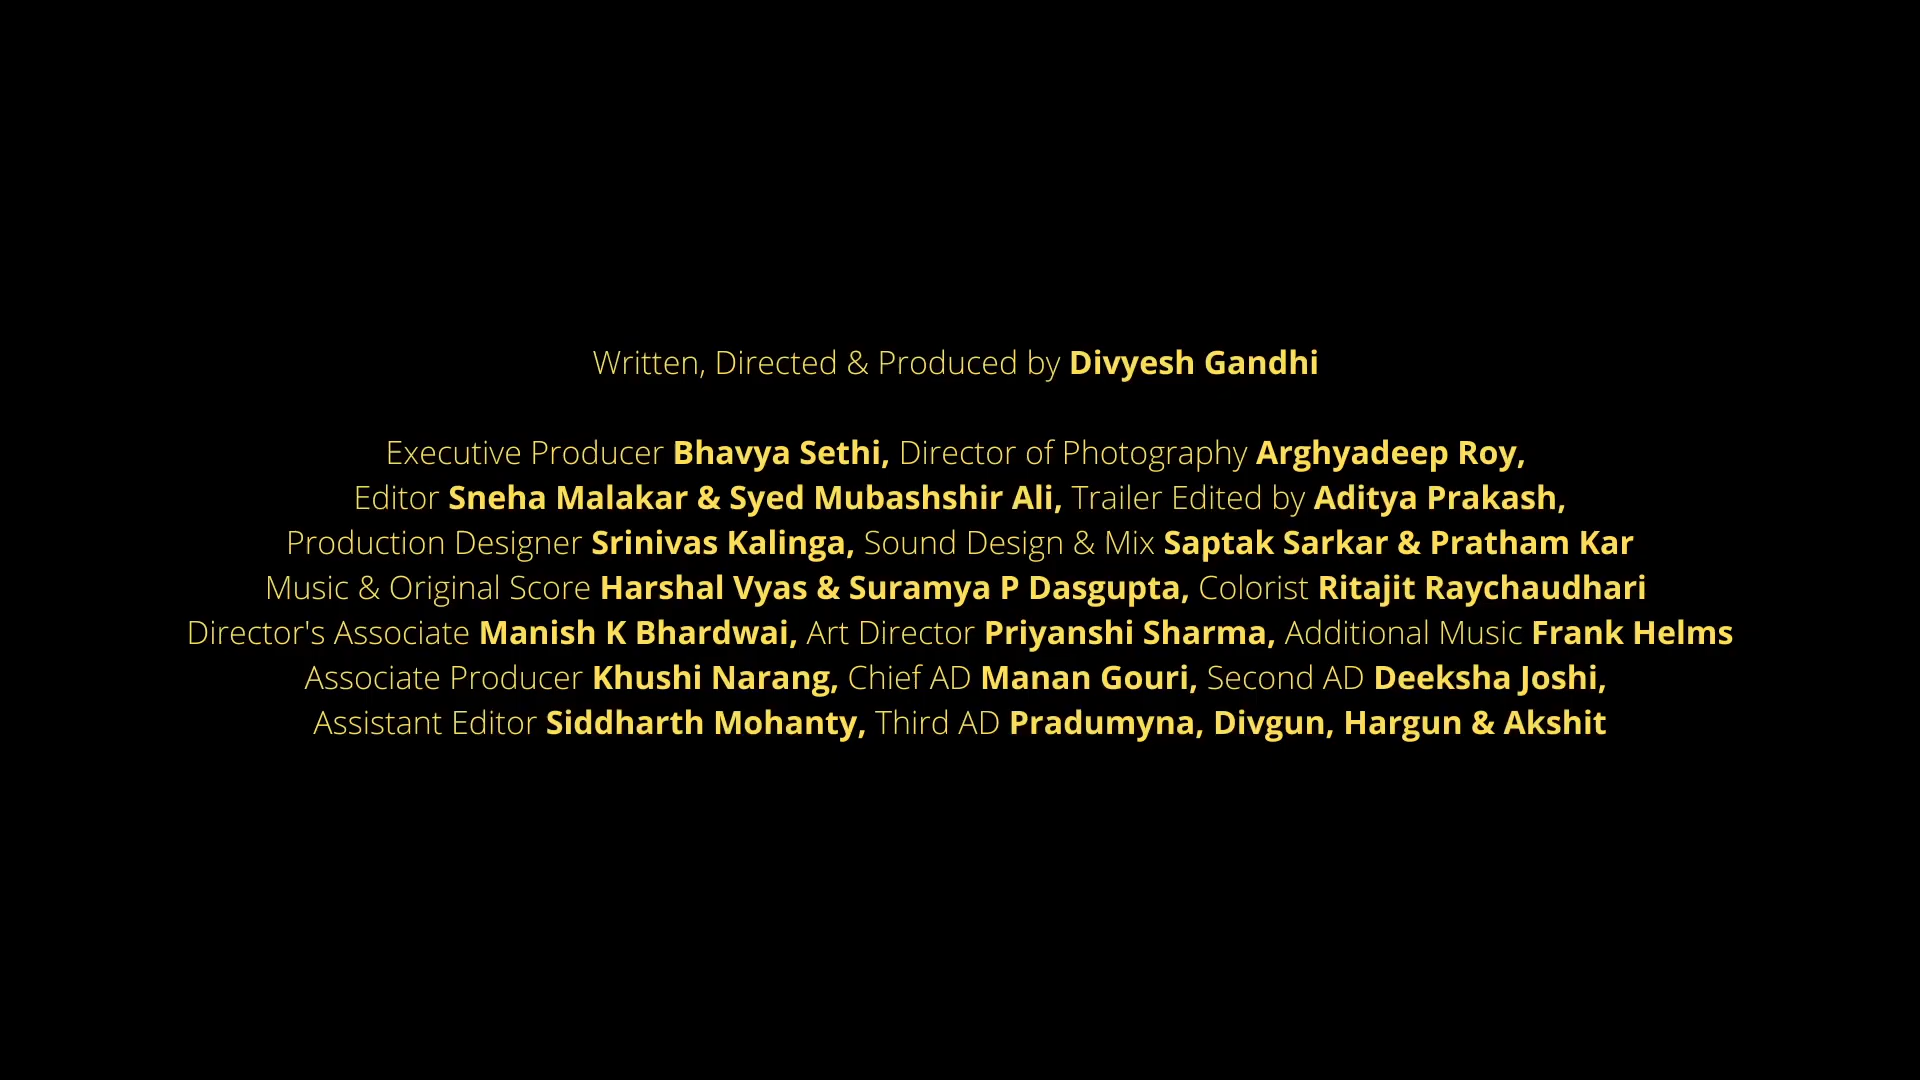 Written, Directed & Produced by Divyesh Gandhi
Executive Producer Bhavya Sethi, Director of Photography Arghyadeep Roy,
Editor Sneha Malakar & Syed Mubashshir Ali, Trailer Edited by Aditya Prakash,
Production Designer Srinivas Kalinga, Sound Design & Mix Saptak Sarkar & Pratham Kar
Music & Original Score Harshal Vyas & Suramya P Dasgupta, Colorist Ritajit Raychaudhari
Director's Associate Manish K Bhardwai, Art Director Priyanshi Sharma, Additional Music Frank Helms
Associate Producer Khushi Narang, Chief AD Manan Gouri, Second AD Deeksha Joshi,
Assistant Editor Siddharth Mohanty, Third AD Pradumyna, Divgun, Hargun & Akshit